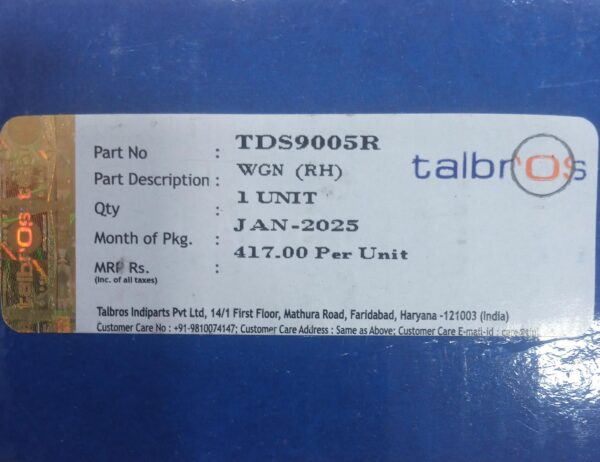 Part No : TDS9005R
talbros
Part Description : WGN (RH)
Qty : 1 UNIT
Month of Pkg. : JAN-2025
MRP Rs. : 417.00 Per Unit
(Inc. of all taxes)
Talbros Indiparts Pvt Ltd, 14/1 First Floor, Mathura Road, Faridabad, Haryana -121003 (India)
Customer Care No : +91-9810074147; Customer Care Address : Same as Above; Customer Care E-mail-id :
talbros